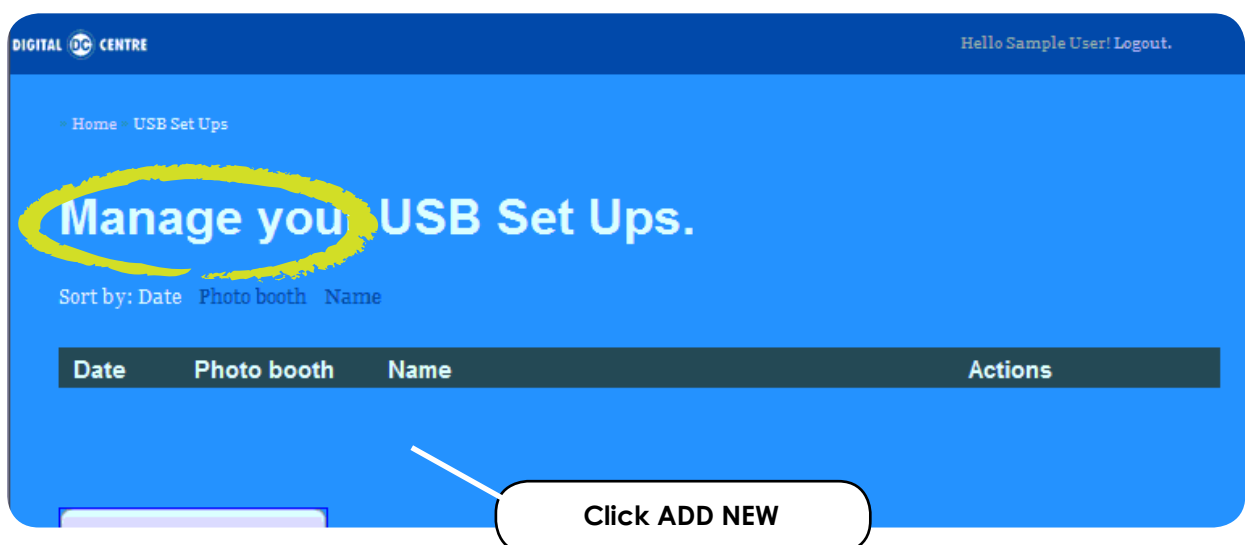 DIGITAL DC CENTRE
Hello Sample User! Logout.
Home USB Set Ups
Manage you USB Set Ups.
Sort by: Date Photo booth Name
Date Photo booth Name Actions
Click ADD NEW